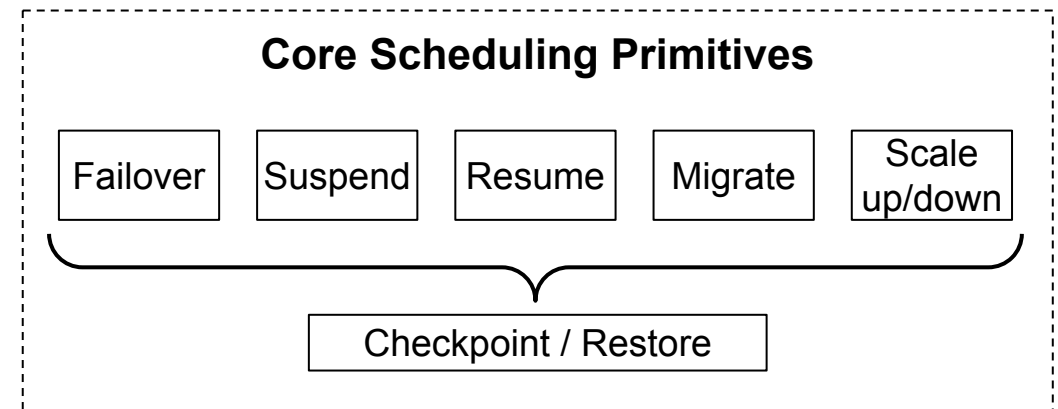 Core Scheduling Primitives
Failover
Suspend
Resume
Migrate
Scale
up/down
Checkpoint / Restore